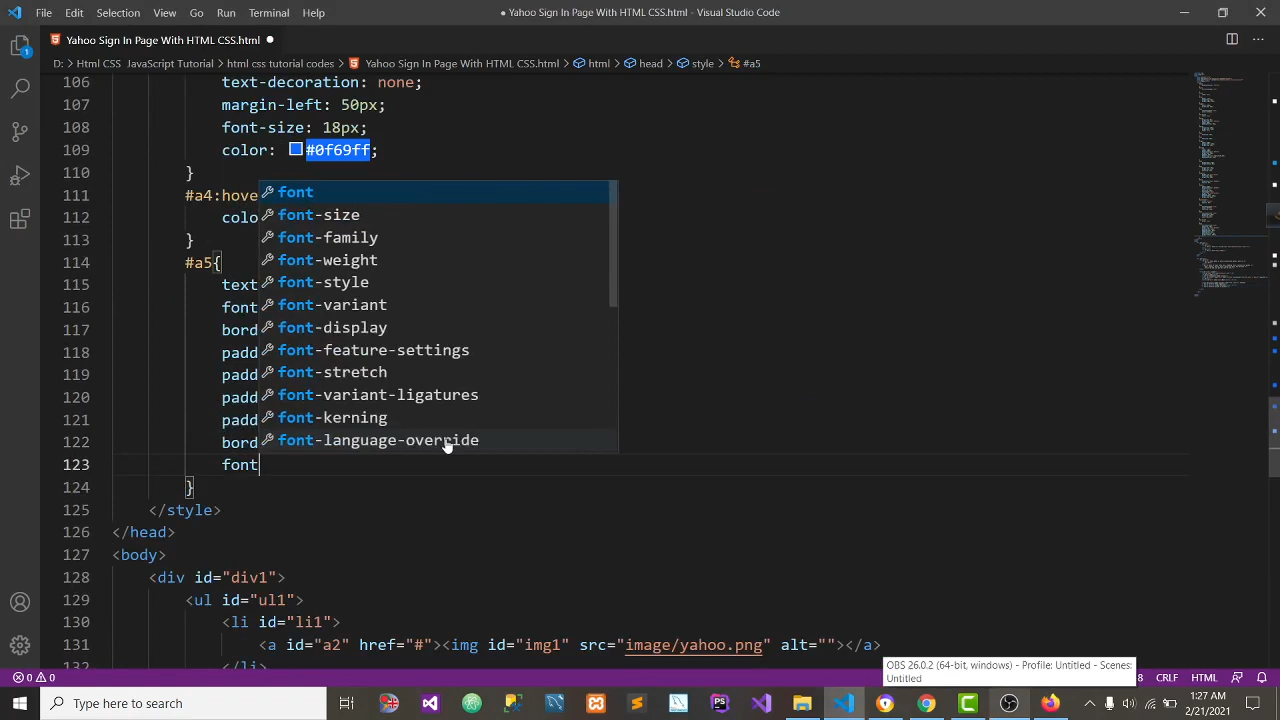 File Edit Selection View Go Run Terminal Help
● Yahoo Sign In Page With HTML CSS.html - Visual Studio Code
Yahoo Sign In Page With HTML CSS.html ●
D: > Html CSS JavaScript Tutorial > html css tutorial codes > Yahoo Sign In Page With HTML CSS.html > html > head > style > #a5
1
106 text-decoration: none;
107 margin-left: 50px;
108 font-size: 18px;
109 color: #0f69ff;
110 }
111 #a4:hove
112 colo
113 }
114 #a5{
115 text
116 font
117 bord
118 padd
119 padd
120 padd
121 padd
122 bord
123 font
124 }
125 </style>
126 </head>
127 <body>
128 <div id="div1">
129 <ul id="ul1">
130 <li id="li1">
131 <a id="a2" href="#"><img id="img1" src="image/yahoo.png" alt=""></a>
132 </li>
font
font-size
font-family
font-weight
font-style
font-variant
font-display
font-feature-settings
font-stretch
font-variant-ligatures
font-kerning
font-language-override
OBS 26.0.2 (64-bit, windows) - Profile: Untitled - Scenes:
Untitled
0 0
8 CRLF HTML
Type here to search
PS
1:27 AM
2/21/2021